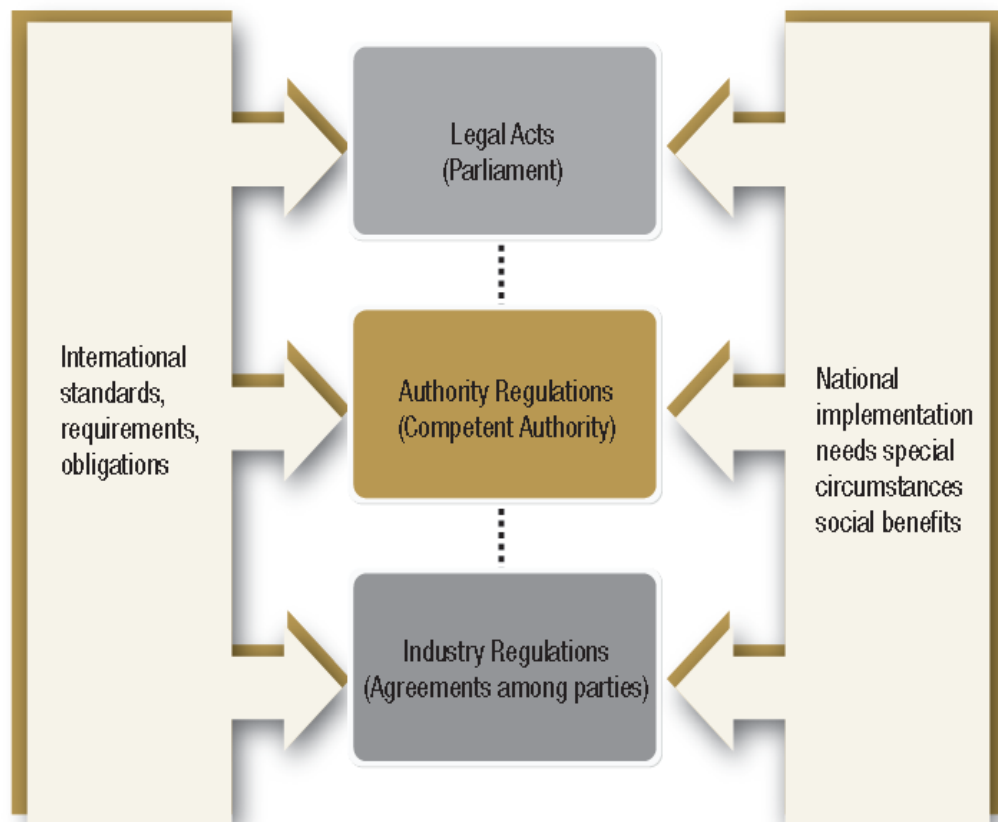 Legal Acts
(Parliament)
International
standards,
requirements,
obligations
Authority Regulations
(Competent Authority)
National
implementation
needs special
circumstances
social benefits
Industry Regulations
(Agreements among parties)